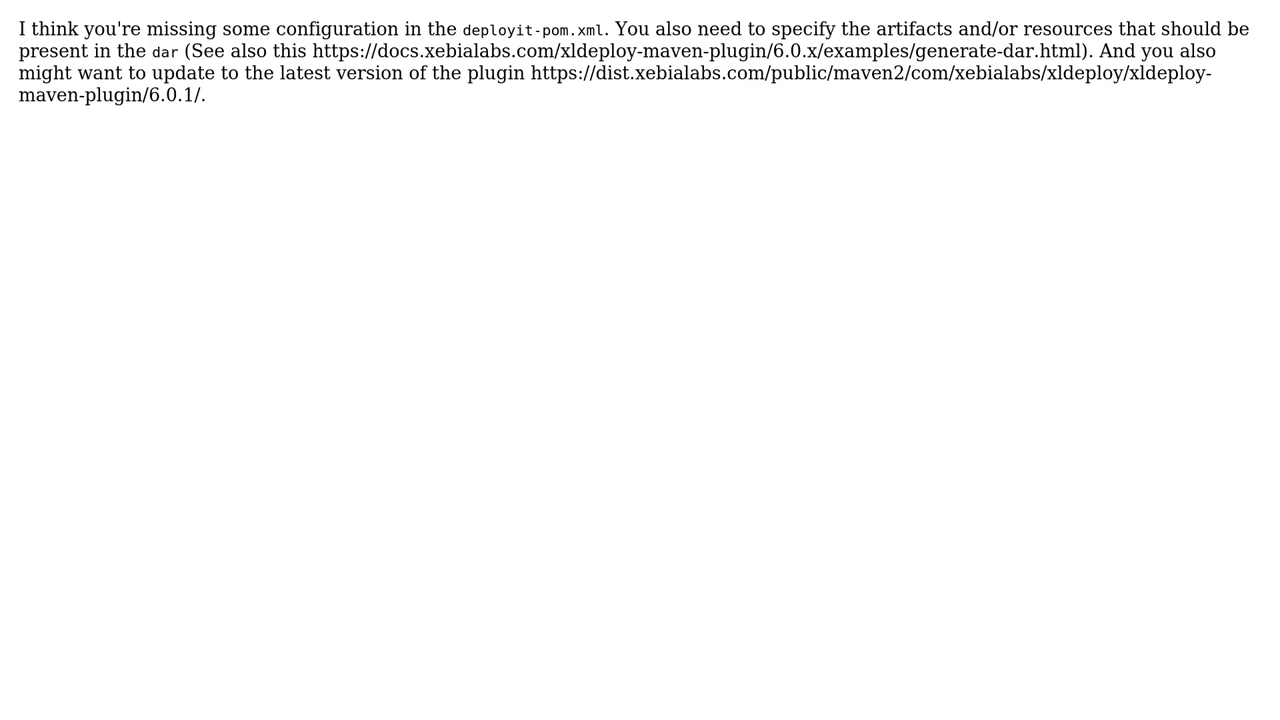 I think you're missing some configuration in the deployit-pom.xml. You also need to specify the artifacts and/or resources that should be
present in the dar (See also this https://docs.xebialabs.com/xldeploy-maven-plugin/6.0.x/examples/generate-dar.html). And you also
might want to update to the latest version of the plugin https://dist.xebialabs.com/public/maven2/com/xebialabs/xldeploy/xldeploy-
maven-plugin/6.0.1/.